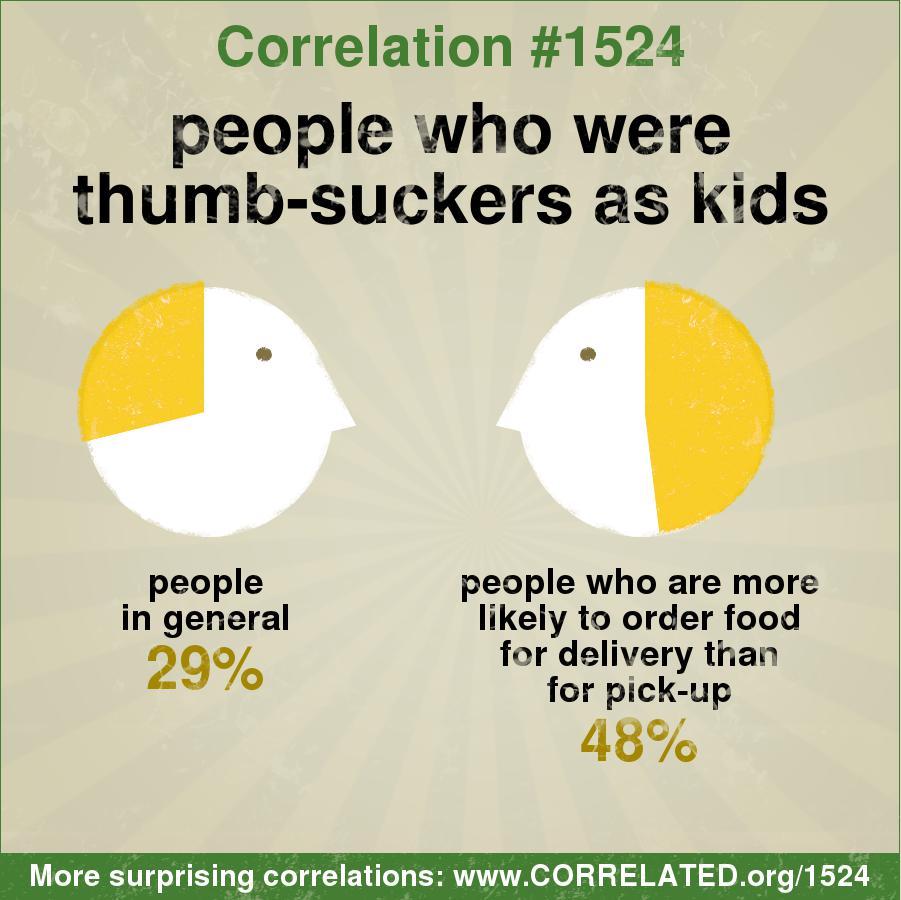 Correlation #1524
people who were
thumb-suckers as kids
people
in general
29%
people who are more
likely to order food
for delivery than
for pick-up
48%
More surprising correlations: www.CORRELATED.org/1524